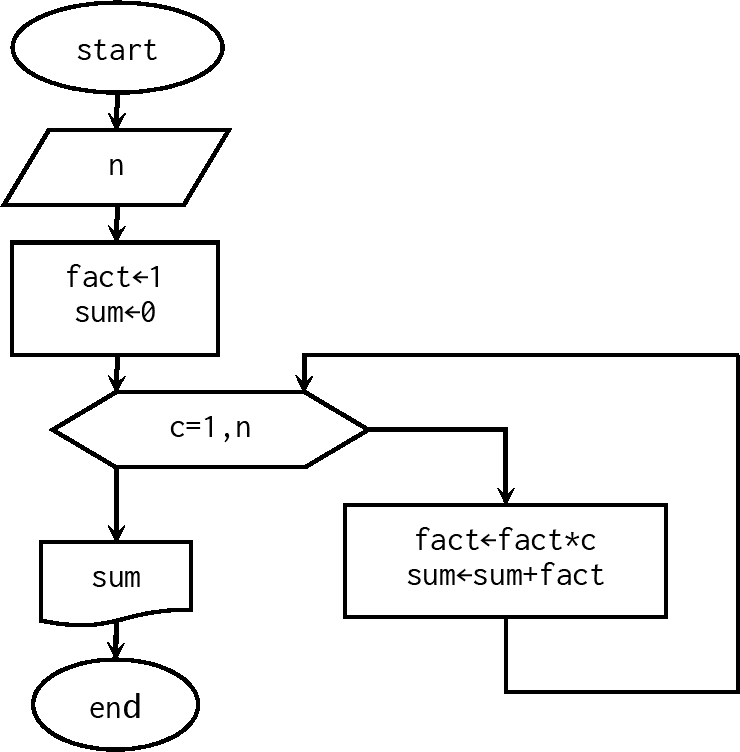 start
n
fact←1
sum←0
c=1,n
fact←fact*c
sum←sum+fact
sum
end